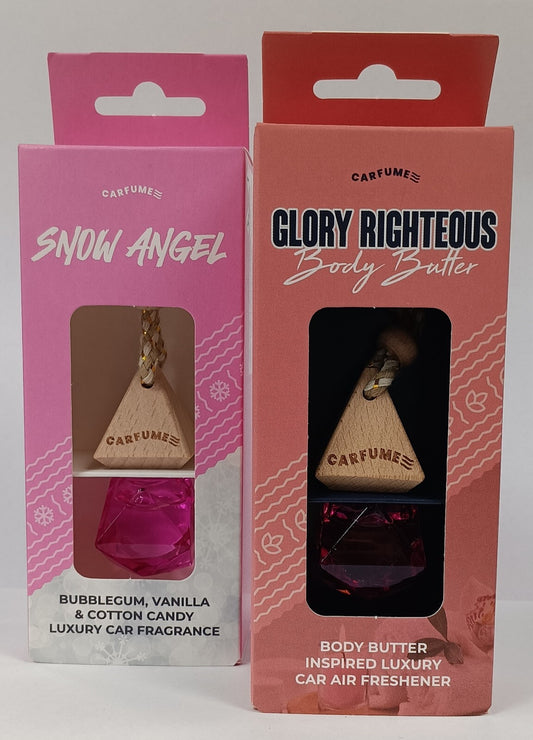 CARFUME
SNOW ANGEL
CARFUME
BUBBLEGUM, VANILLA
& COTTON CANDY
LUXURY CAR FRAGRANCE
CARFUME
GLORY RIGHTEOUS
Body Butter
CARFUME
BODY BUTTER
INSPIRED LUXURY
CAR AIR FRESHENER